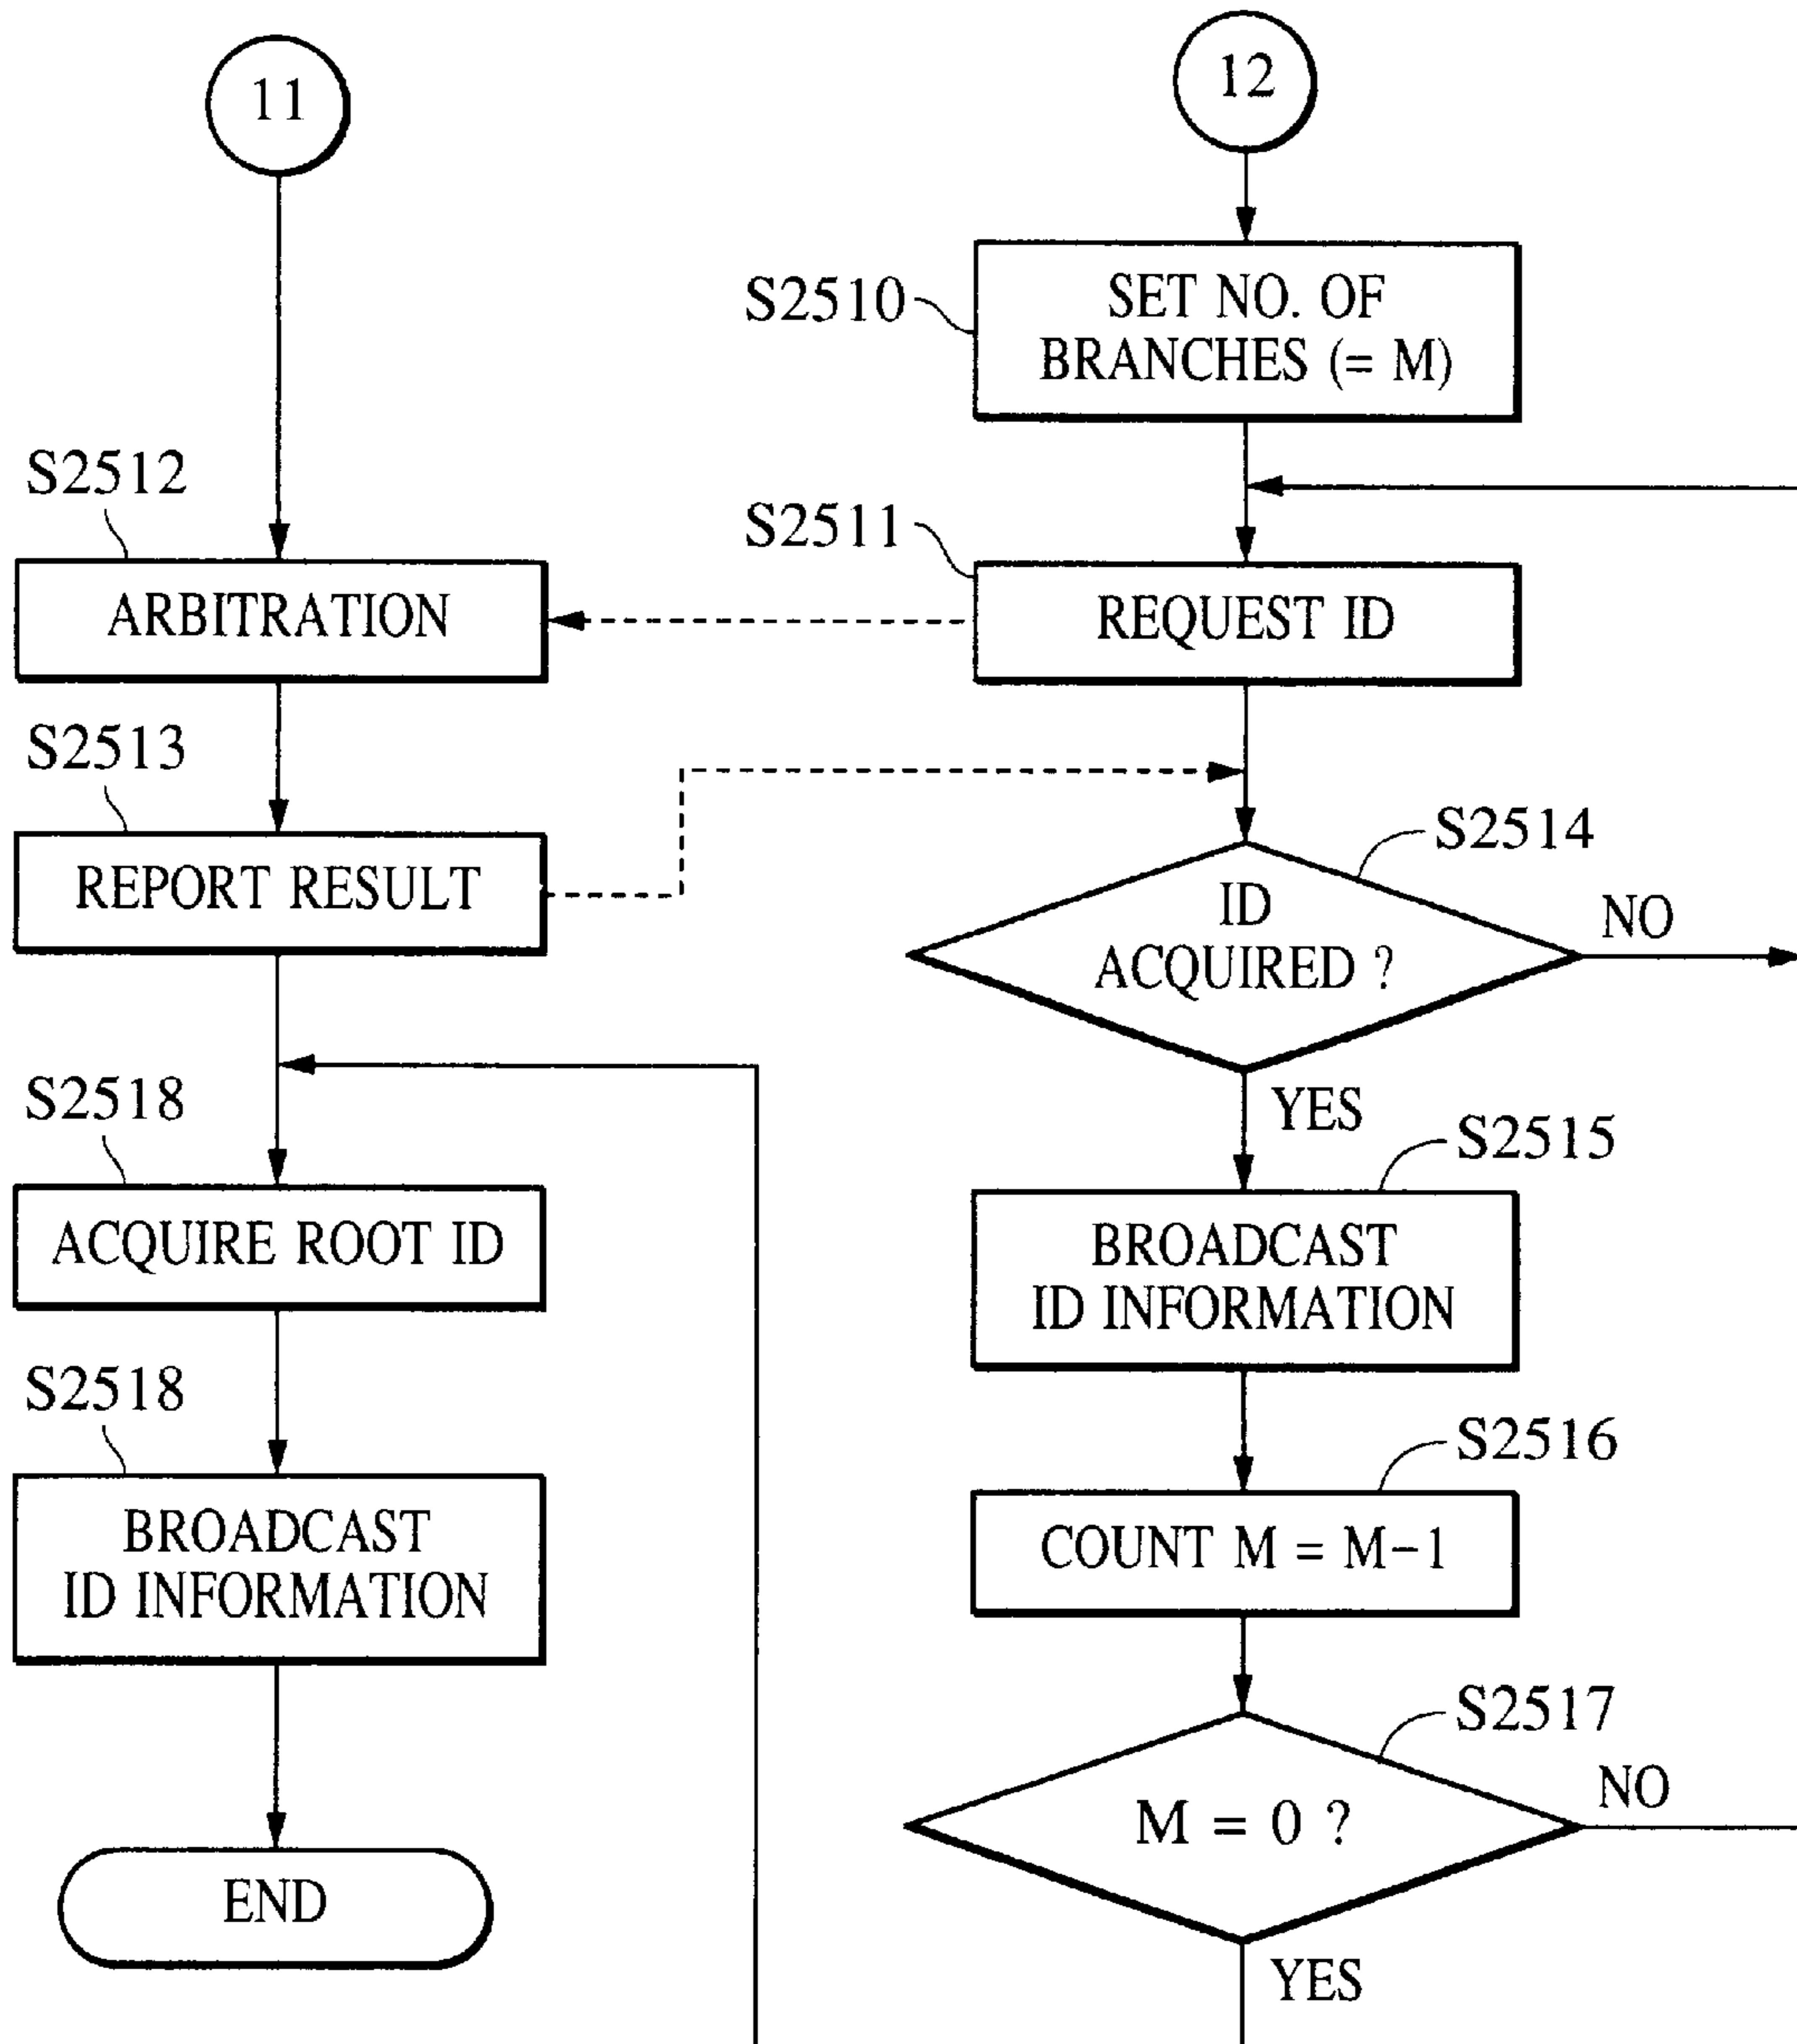 11
S2512
ARBITRATION
S2513
REPORT RESULT
S2518
ACQUIRE ROOT ID
S2518
BROADCAST
ID INFORMATION
END
12
S2510
SET NO. OF
BRANCHES (= M)
S2511
REQUEST ID
S2514
ID
ACQUIRED ?
NO
YES
S2515
BROADCAST
ID INFORMATION
S2516
COUNT M = M−1
S2517
M = 0 ?
NO
YES